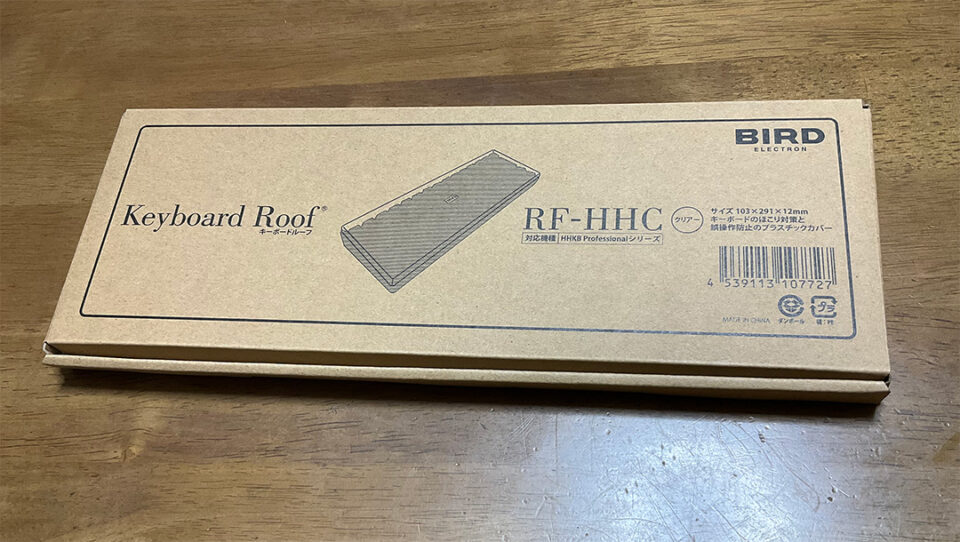 BIRD
ELECTRON
Keyboard Roof®
キーボードルーフ
RF-HHC
クリアー
対応機種 HHKB Professionalシリーズ
サイズ 103×291×12mm
キーボードのほこり対策と
誤操作防止のプラスチックカバー
4 539113 107727
MADE IN CHINA
ダンボール
プラ